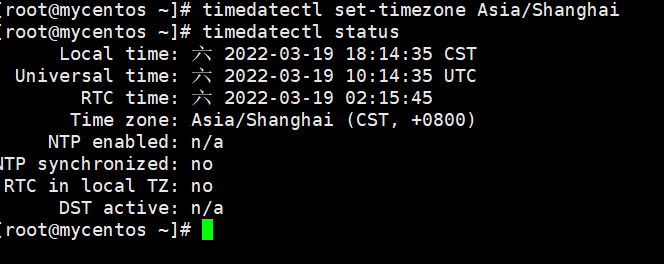 [root@mycentos ~]# timedatectl set-timezone Asia/Shanghai
[root@mycentos ~]# timedatectl status
Local time: 六 2022-03-19 18:14:35 CST
Universal time: 六 2022-03-19 10:14:35 UTC
RTC time: 六 2022-03-19 02:15:45
Time zone: Asia/Shanghai (CST, +0800)
NTP enabled: n/a
NTP synchronized: no
RTC in local TZ: no
DST active: n/a
[root@mycentos ~]#